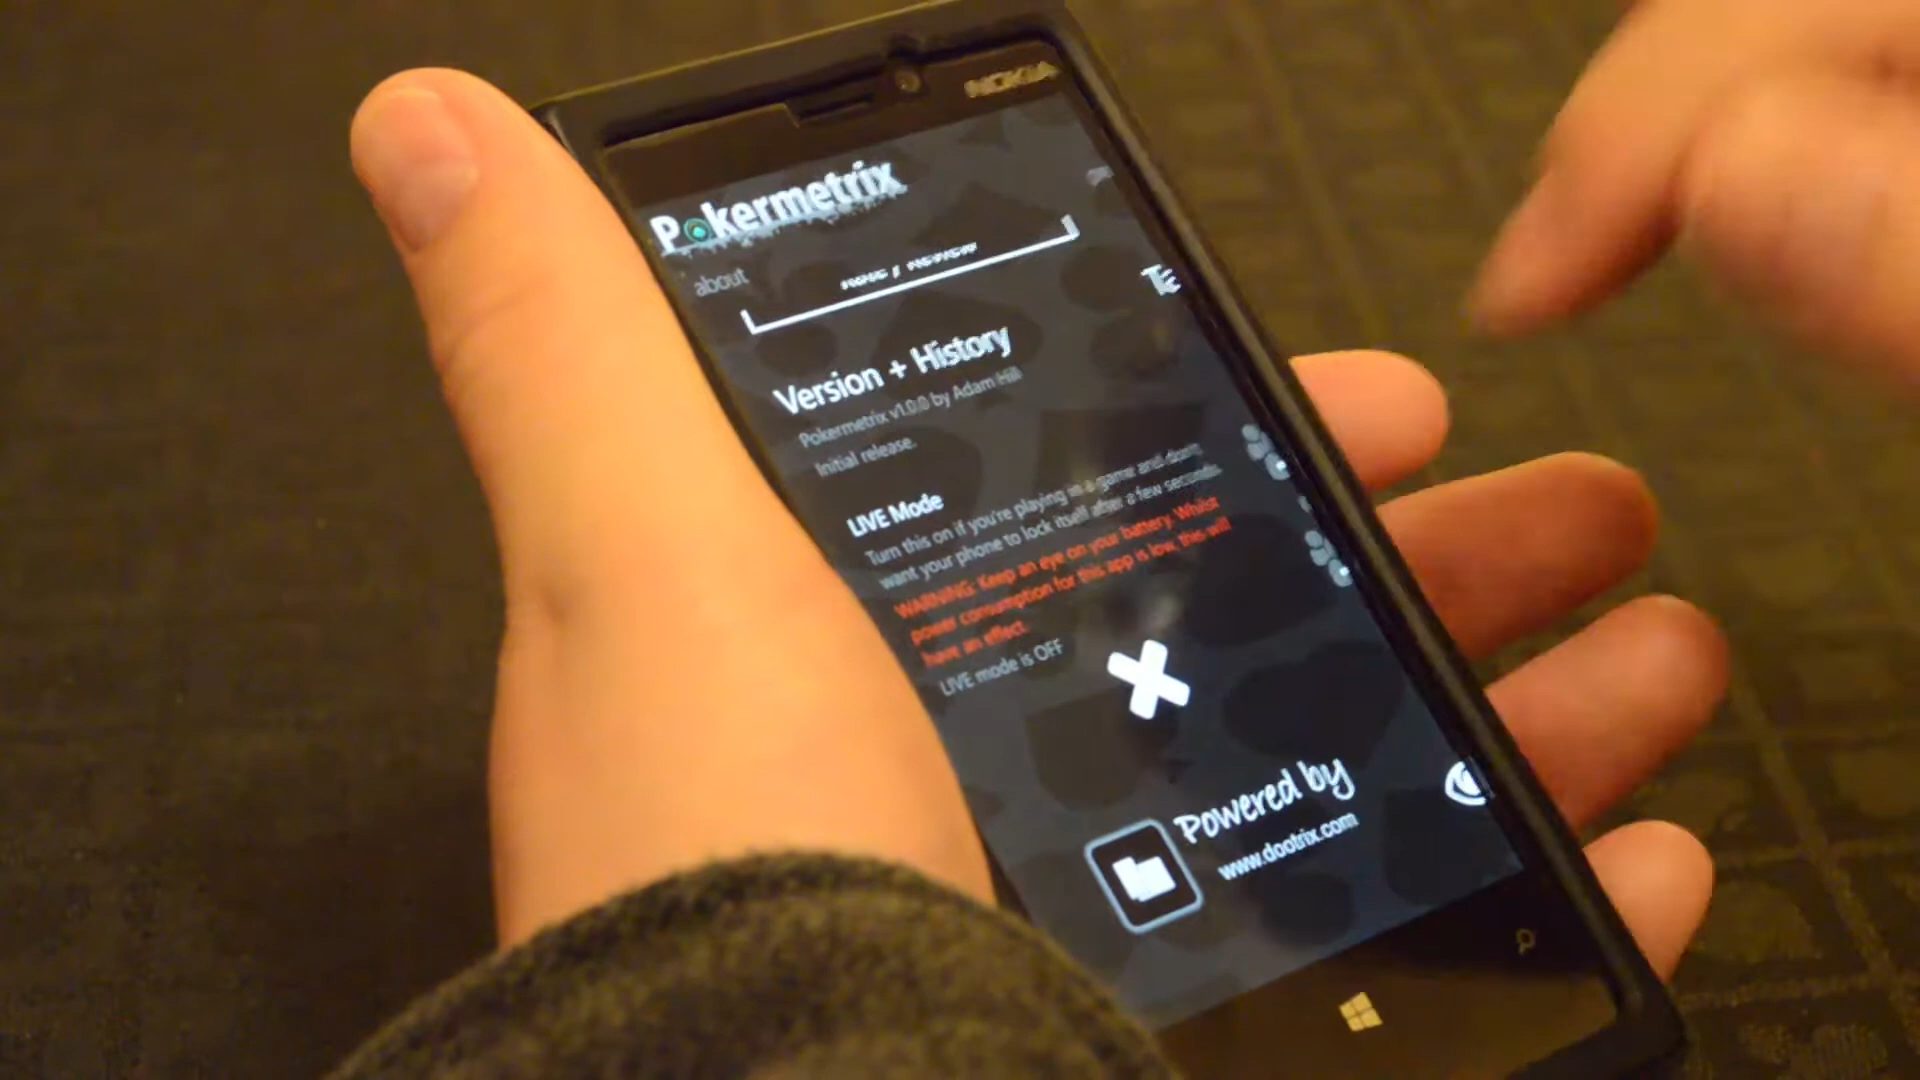 NOKIA
Pokermetrix
about
Version + History
Pokermetrix v1.0.0 by Adam Hill
Initial release.
LIVE Mode
Turn this on if you're playing in a game and don't
want your phone to lock itself after a few seconds.
WARNING: Keep an eye on your battery. Whilst
power consumption for this app is low, this will
have an effect.
LIVE mode is OFF
Powered by
www.dootrix.com